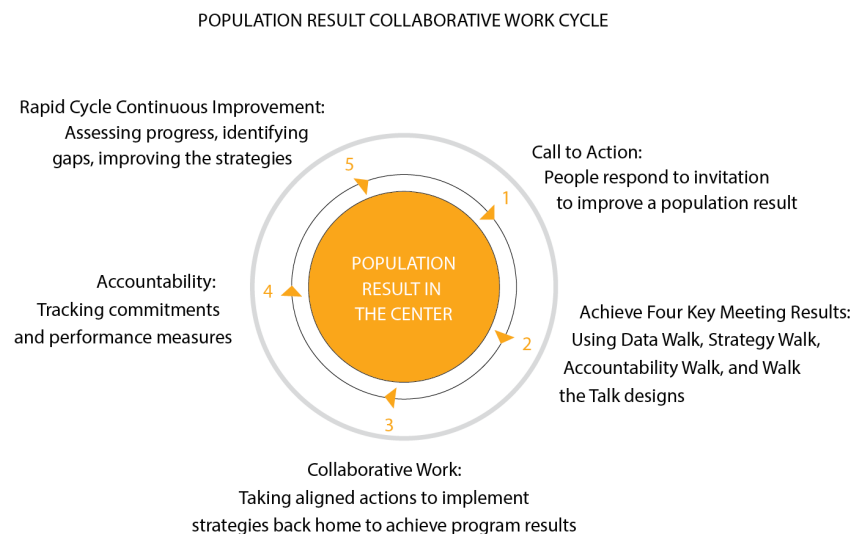 POPULATION RESULT COLLABORATIVE WORK CYCLE
Call to Action:
People respond to invitation
to improve a population result
1
Achieve Four Key Meeting Results:
Using Data Walk, Strategy Walk,
Accountability Walk, and Walk
the Talk designs
2
Collaborative Work:
Taking aligned actions to implement
strategies back home to achieve program results
3
Accountability:
Tracking commitments
and performance measures
4
Rapid Cycle Continuous Improvement:
Assessing progress, identifying
gaps, improving the strategies
5
POPULATION
RESULT IN
THE CENTER